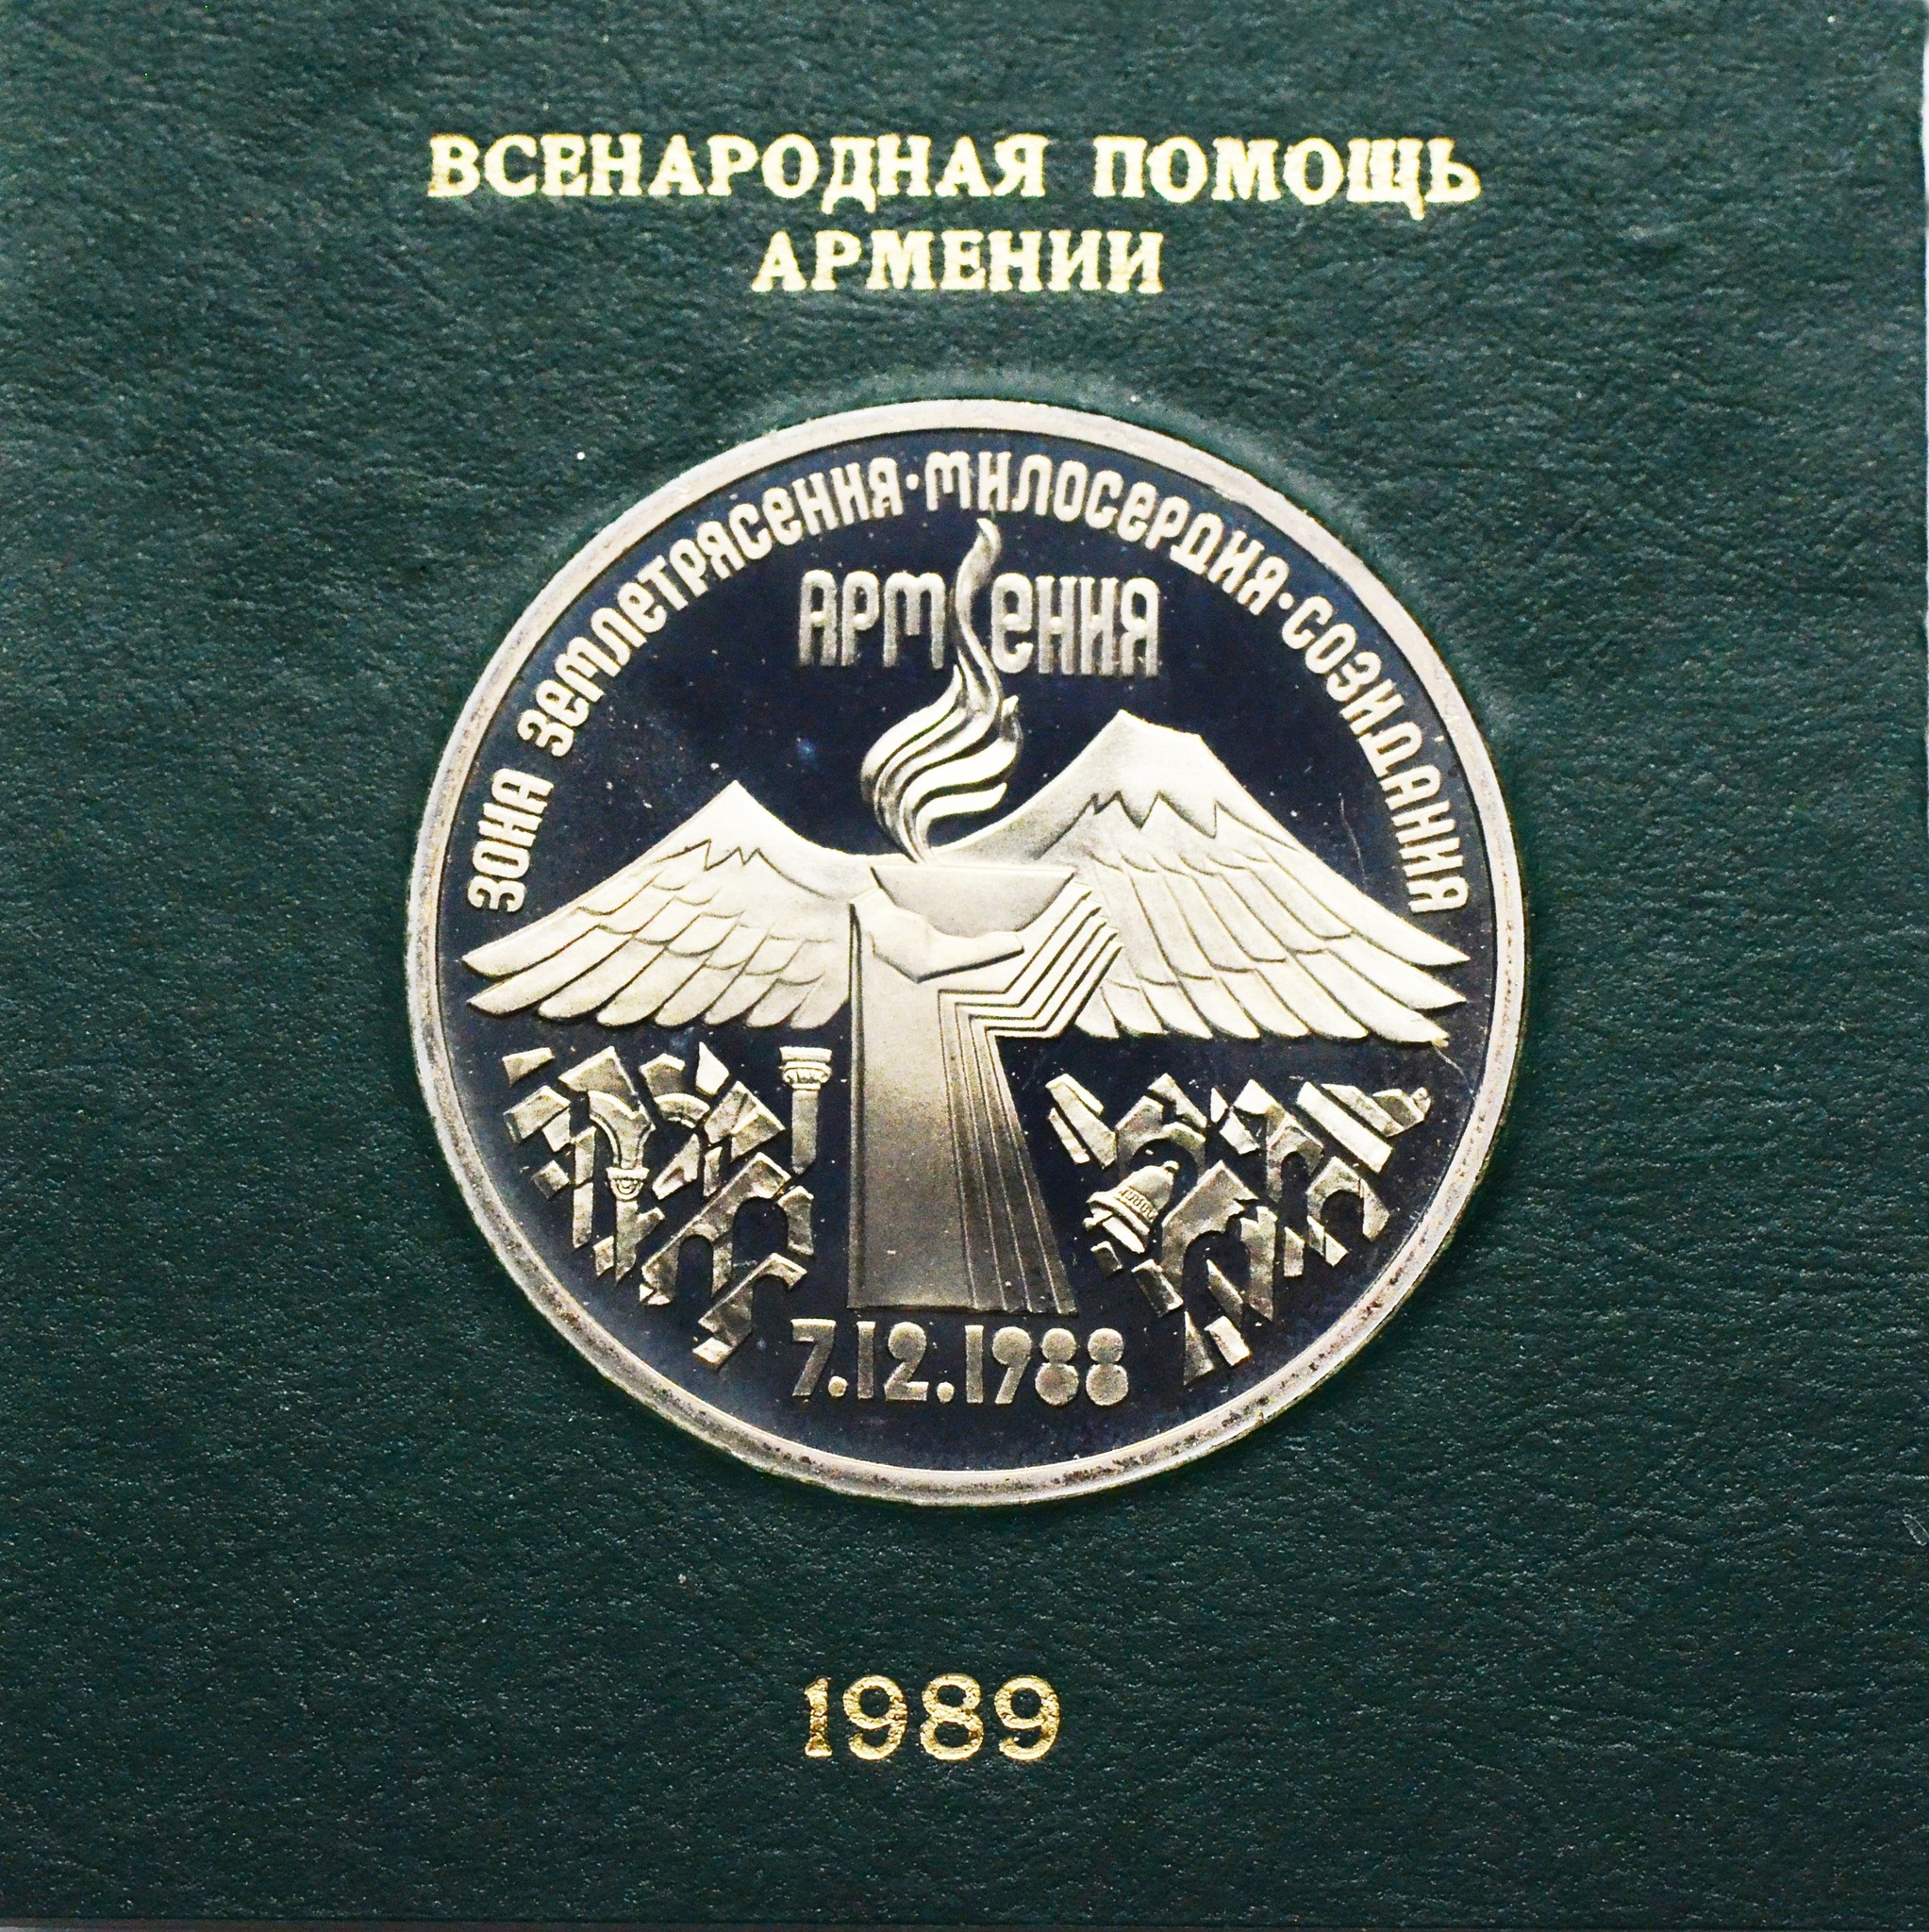 ВСЕНАРОДНАЯ ПОМОЩЬ
АРМЕНИИ
ЗОНА ЗЕМЛЕТРЯСЕНИЯ·МИЛОСЕРДИЯ·СОЗИДАНИЯ
АРМЕНИЯ
7.12.1988
1989